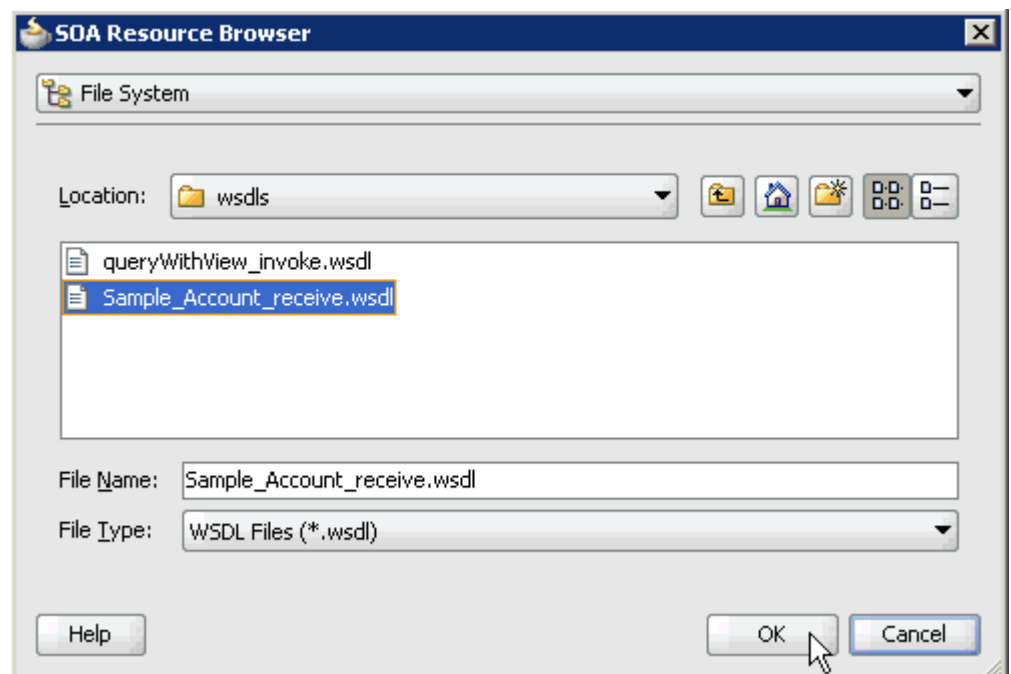 SOA Resource Browser
File System
Location: wsdls
queryWithView_invoke.wsdl
Sample_Account_receive.wsdl
File Name: Sample_Account_receive.wsdl
File Type: WSDL Files (*.wsdl)
Help OK Cancel